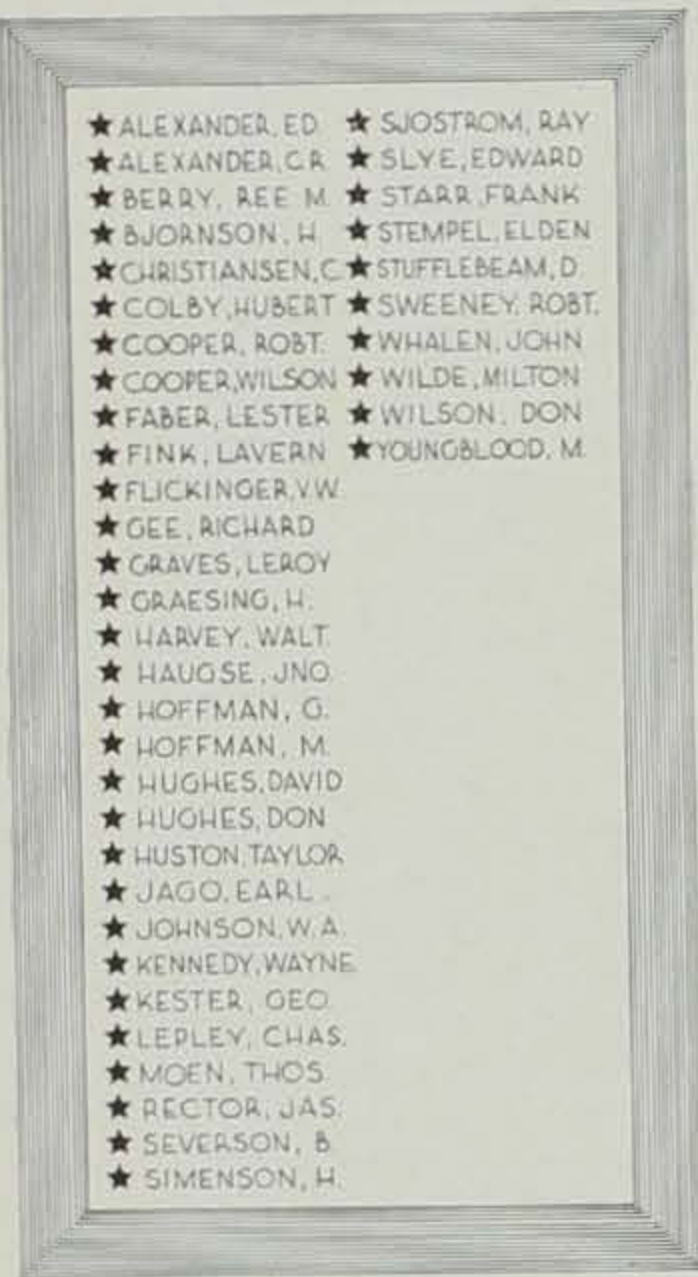 ★ ALEXANDER, ED.
★ ALEXANDER, C.R.
★ BERRY, REE M.
★ BJORNSON, H.
★ CHRISTIANSEN, C.
★ COLBY, HUBERT
★ COOPER, ROBT.
★ COOPER, WILSON
★ FABER, LESTER
★ FINK, LAVERN
★ FLICKINGER, V.W.
★ GEE, RICHARD
★ GRAVES, LEROY
★ GRAESING, H.
★ HARVEY, WALT.
★ HAUGSE, JNO.
★ HOFFMAN, G.
★ HOFFMAN, M.
★ HUGHES, DAVID
★ HUGHES, DON
★ HUSTON, TAYLOR
★ JAGO, EARL.
★ JOHNSON, W.A.
★ KENNEDY, WAYNE
★ KESTER, GEO.
★ LEPLEY, CHAS.
★ MOEN, THOS.
★ RECTOR, JAS.
★ SEVERSON, B.
★ SIMENSON, H.
★ SJOSTROM, RAY
★ SLYE, EDWARD
★ STARR, FRANK
★ STEMPEL, ELDEN
★ STUFFLEBEAM, D.
★ SWEENEY, ROBT.
★ WHALEN, JOHN
★ WILDE, MILTON
★ WILSON, DON
★ YOUNGBLOOD, M.